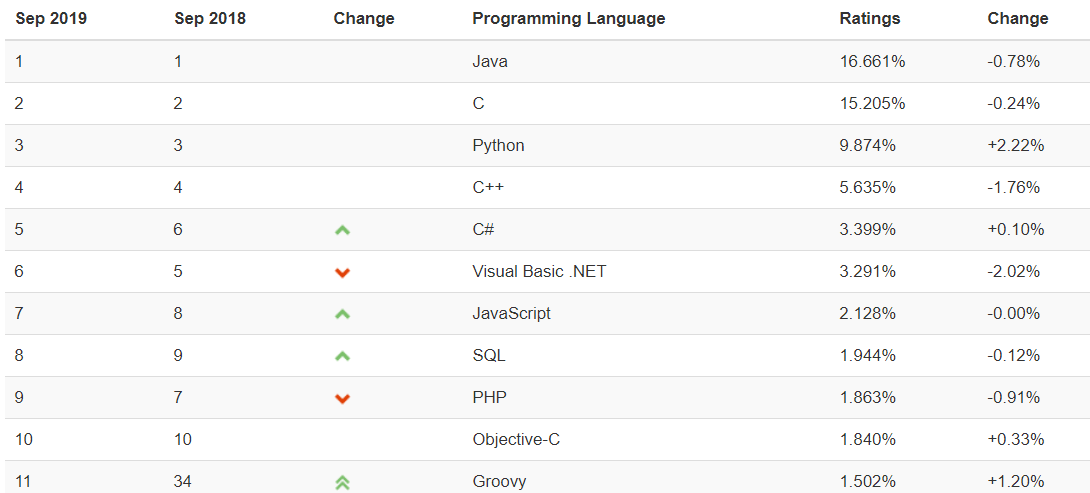 Sep 2019 Sep 2018 Change Programming Language Ratings Change
1 1 Java 16.661% -0.78%
2 2 C 15.205% -0.24%
3 3 Python 9.874% +2.22%
4 4 C++ 5.635% -1.76%
5 6 C# 3.399% +0.10%
6 5 Visual Basic .NET 3.291% -2.02%
7 8 JavaScript 2.128% -0.00%
8 9 SQL 1.944% -0.12%
9 7 PHP 1.863% -0.91%
10 10 Objective-C 1.840% +0.33%
11 34 Groovy 1.502% +1.20%